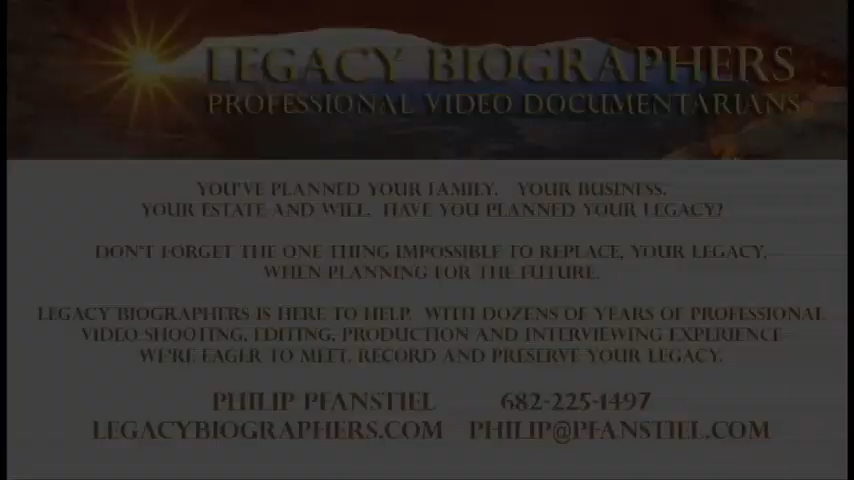 LEGACY BIOGRAPHERS
PROFESSIONAL VIDEO DOCUMENTARIANS
YOU'VE PLANNED YOUR FAMILY. YOUR BUSINESS.
YOUR ESTATE AND WILL. HAVE YOU PLANNED YOUR LEGACY?
DON'T FORGET THE ONE THING IMPOSSIBLE TO REPLACE, YOUR LEGACY,
WHEN PLANNING FOR THE FUTURE.
LEGACY BIOGRAPHERS IS HERE TO HELP. WITH DOZENS OF YEARS OF PROFESSIONAL
VIDEO SHOOTING, EDITING, PRODUCTION AND INTERVIEWING EXPERIENCE
WE'RE EAGER TO MEET, RECORD AND PRESERVE YOUR LEGACY.
PHILIP PFANSTIEL 682-225-1497
LEGACYBIOGRAPHERS.COM PHILIP@PFANSTIEL.COM